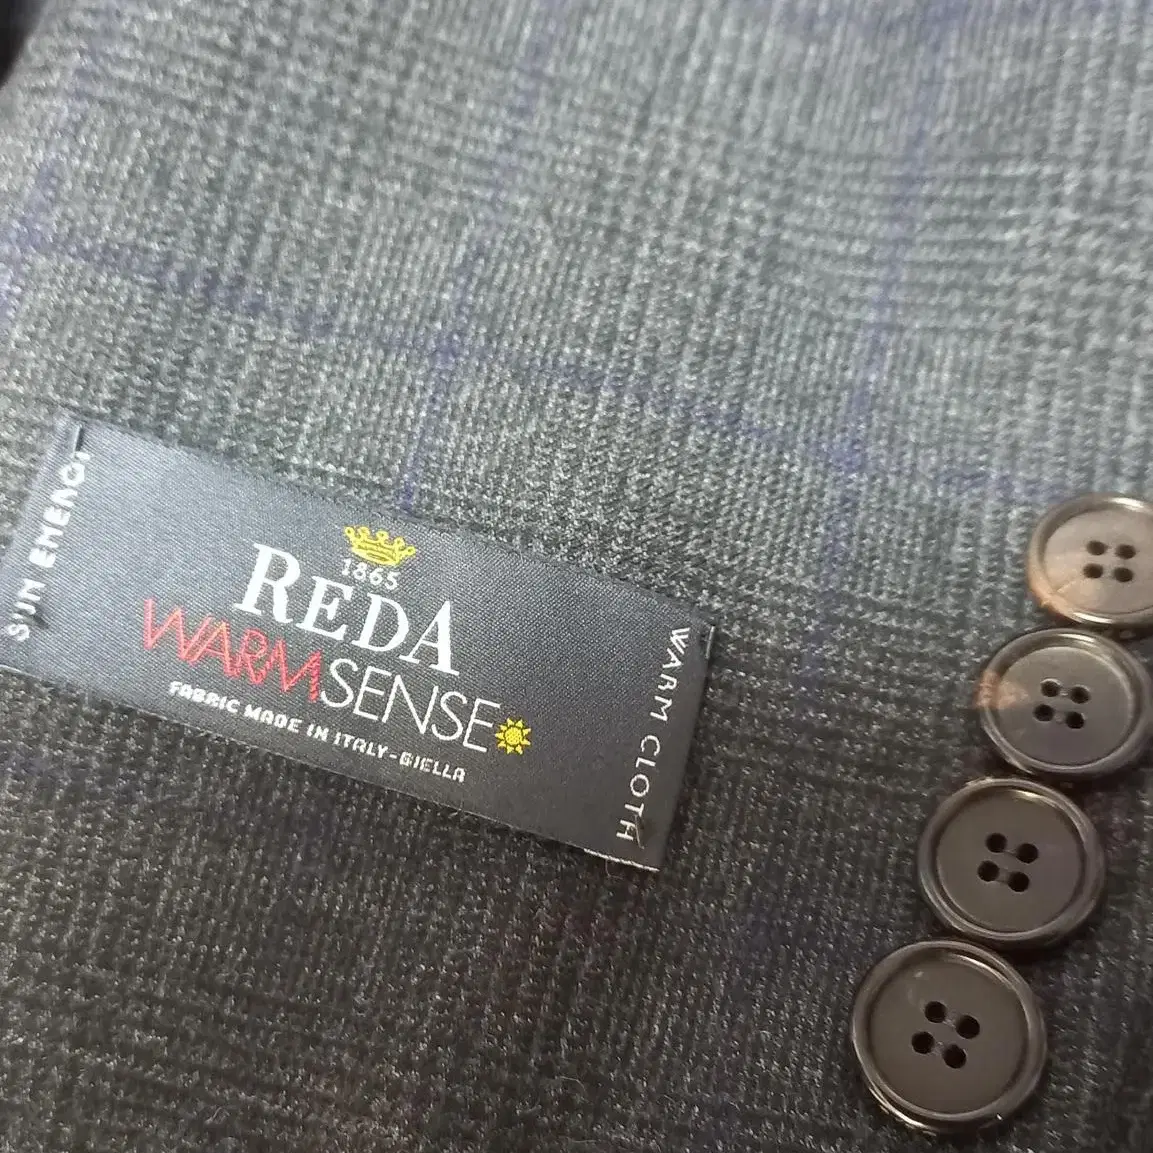 SUN ENERGY
1865
REDA
WARMSENSE
FABRIC MADE IN ITALY-BIELLA
WARM CLOTH